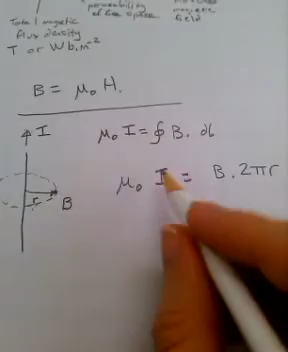 Total magnetic permeability magnetic
flux density of free space field
T or Wb.m⁻²
B = μ₀ H.
I μ₀ I = ∮ B. dl
r B μ₀ I = B. 2πr